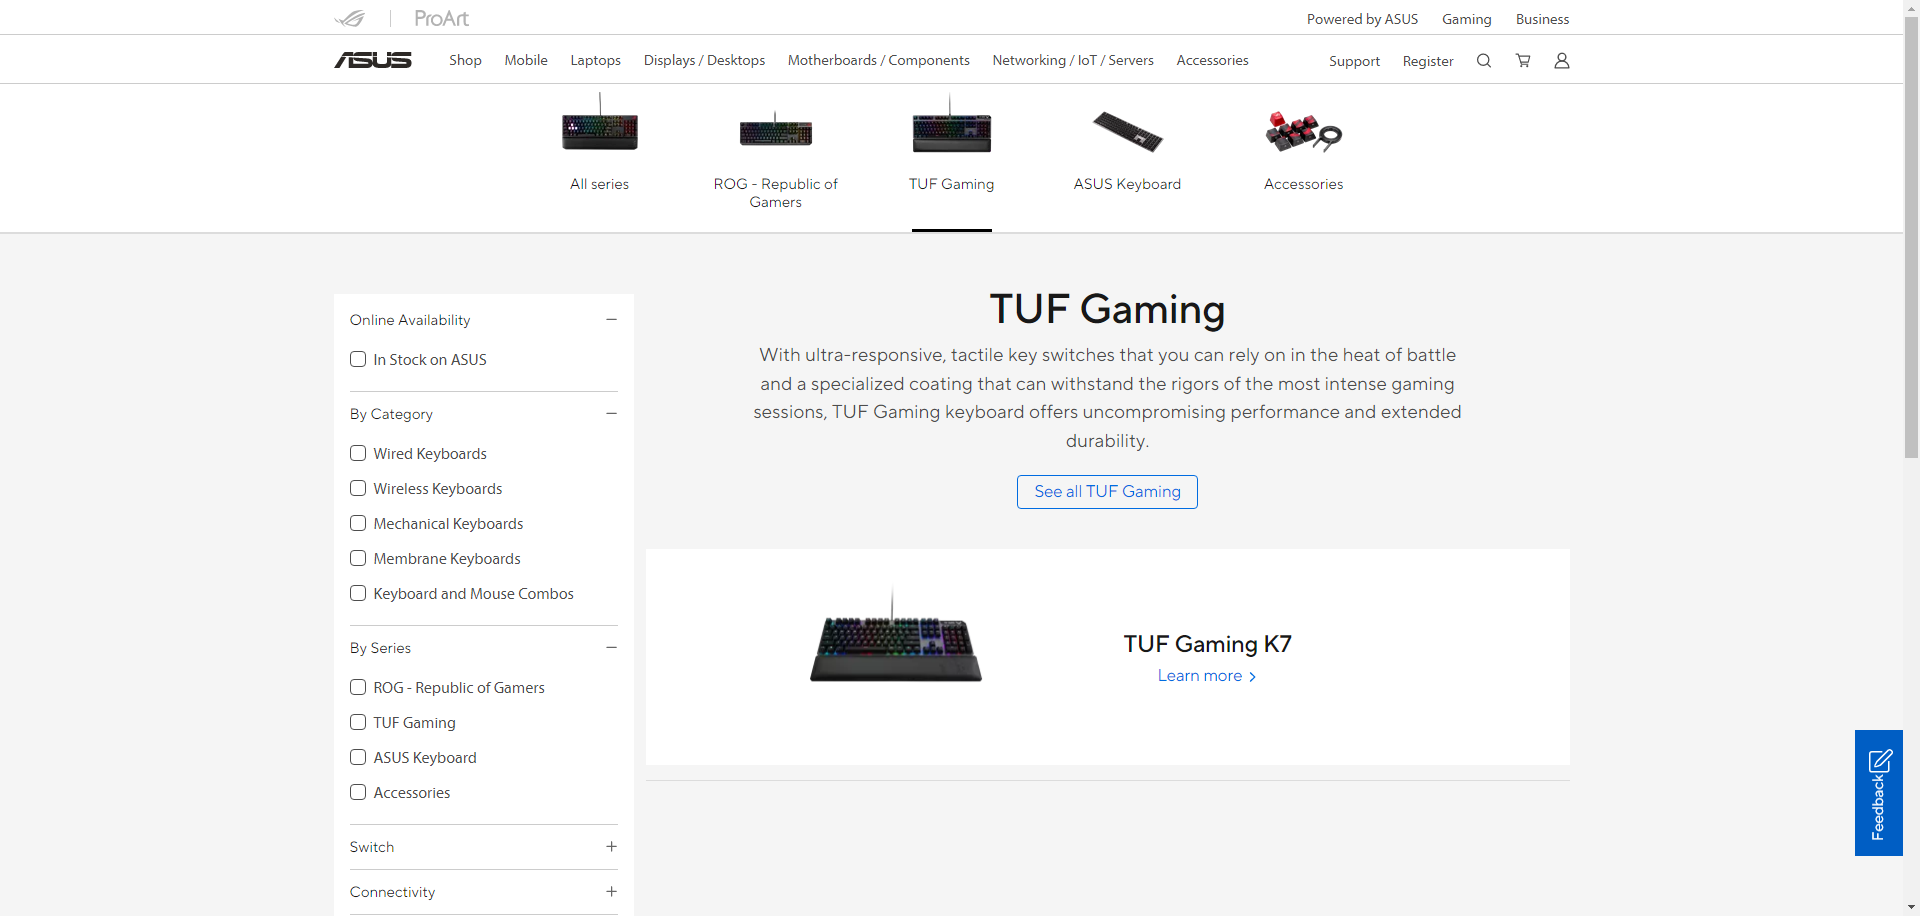 ProArt
Powered by ASUS
Gaming
Business
ASUS
Shop
Mobile
Laptops
Displays / Desktops
Motherboards / Components
Networking / IoT / Servers
Accessories
Support
Register
All series
ROG - Republic of
Gamers
TUF Gaming
ASUS Keyboard
Accessories
Online Availability
In Stock on ASUS
By Category
Wired Keyboards
Wireless Keyboards
Mechanical Keyboards
Membrane Keyboards
Keyboard and Mouse Combos
By Series
ROG - Republic of Gamers
TUF Gaming
ASUS Keyboard
Accessories
Switch
Connectivity
TUF Gaming
With ultra-responsive, tactile key switches that you can rely on in the heat of battle
and a specialized coating that can withstand the rigors of the most intense gaming
sessions, TUF Gaming keyboard offers uncompromising performance and extended
durability.
See all TUF Gaming
TUF Gaming K7
Learn more
Feedback